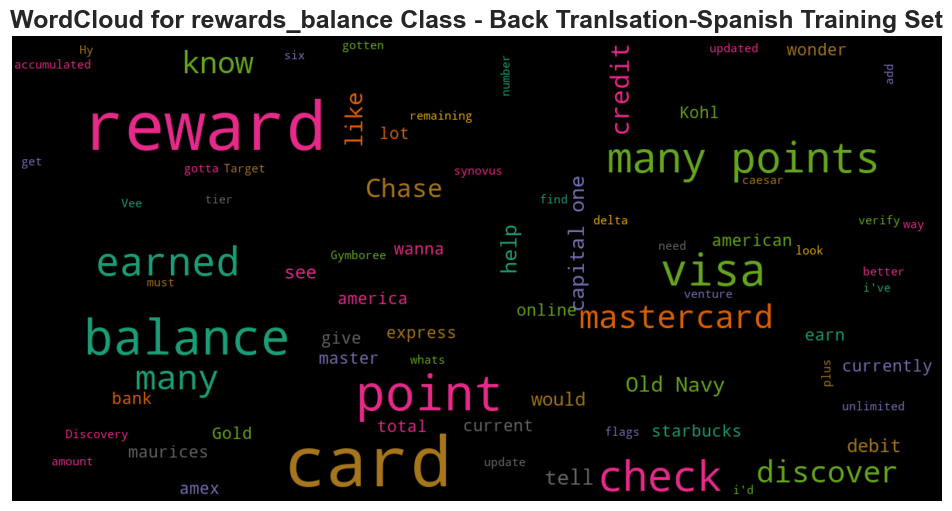 WordCloud for rewards_balance Class - Back Tranlsation-Spanish Training Set
Hy
accumulated
know
six
gotten
number
credit
updated
wonder
add
reward
like
lot
remaining
Kohl
many points
get
gotta
Target
Chase
synovus
caesar
Vee
tier
find
capital one
delta
verify
way
earned
must
see
Gymboree
wanna
help
need
american
look
visa
venture
better
i've
america
online
mastercard
balance
give
express
master
whats
earn
many
bank
point
would
Old Navy
plus
currently
unlimited
Discovery
Gold
total
current
flags
starbucks
amount
maurices
card
update
tell
check
debit
discover
amex
i'd